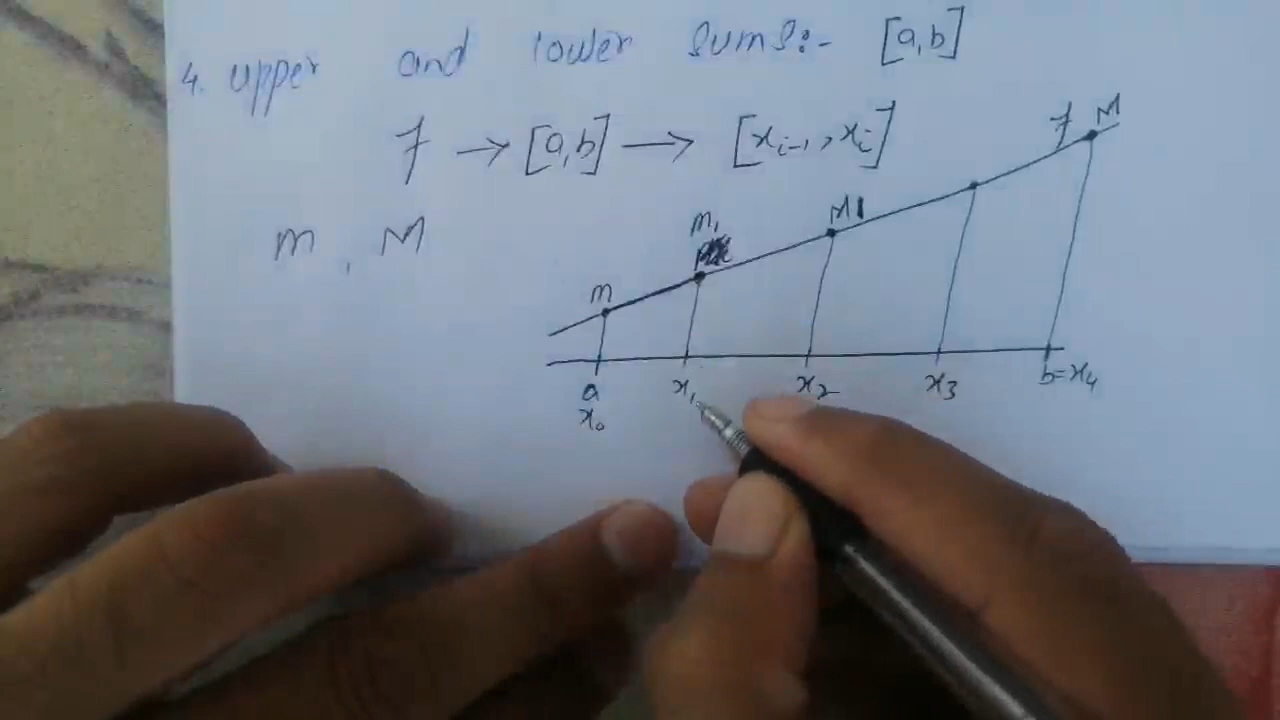 4. upper and lower sums:- [a,b]
f → [a,b] → [xᵢ₋₁, xᵢ]
f M
m , M
m₁
M1
m
a x₁ x₂ x₃ b=x₄
x₀